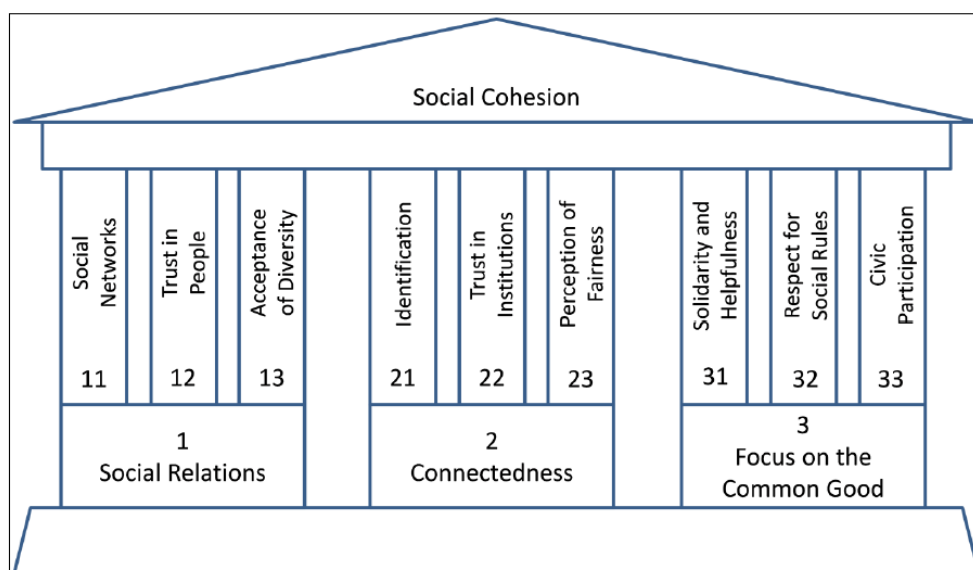 Social Cohesion
Social
Networks
11
Trust in
People
12
Acceptance
of Diversity
13
Identification
21
Trust in
Institutions
22
Perception of
Fairness
23
Solidarity and
Helpfulness
31
Respect for
Social Rules
32
Civic
Participation
33
1
Social Relations
2
Connectedness
3
Focus on the
Common Good